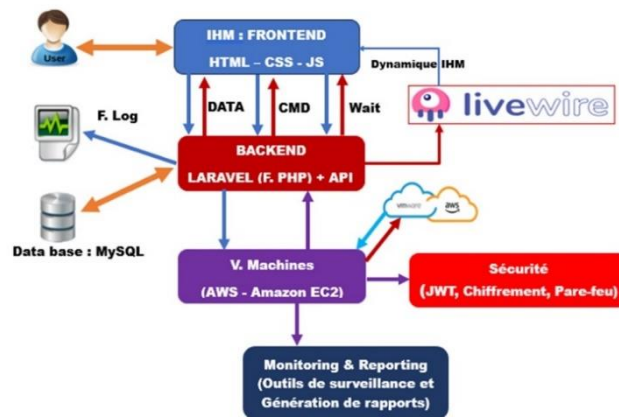 IHM : FRONTEND
User
HTML – CSS - JS
Dynamique IHM
livewire
F. Log
DATA
CMD
Wait
BACKEND
LARAVEL (F. PHP) + API
vmware
aws
Data base : MySQL
V. Machines
(AWS - Amazon EC2)
Sécurité
(JWT, Chiffrement, Pare-feu)
Monitoring & Reporting
(Outils de surveillance et
Génération de rapports)